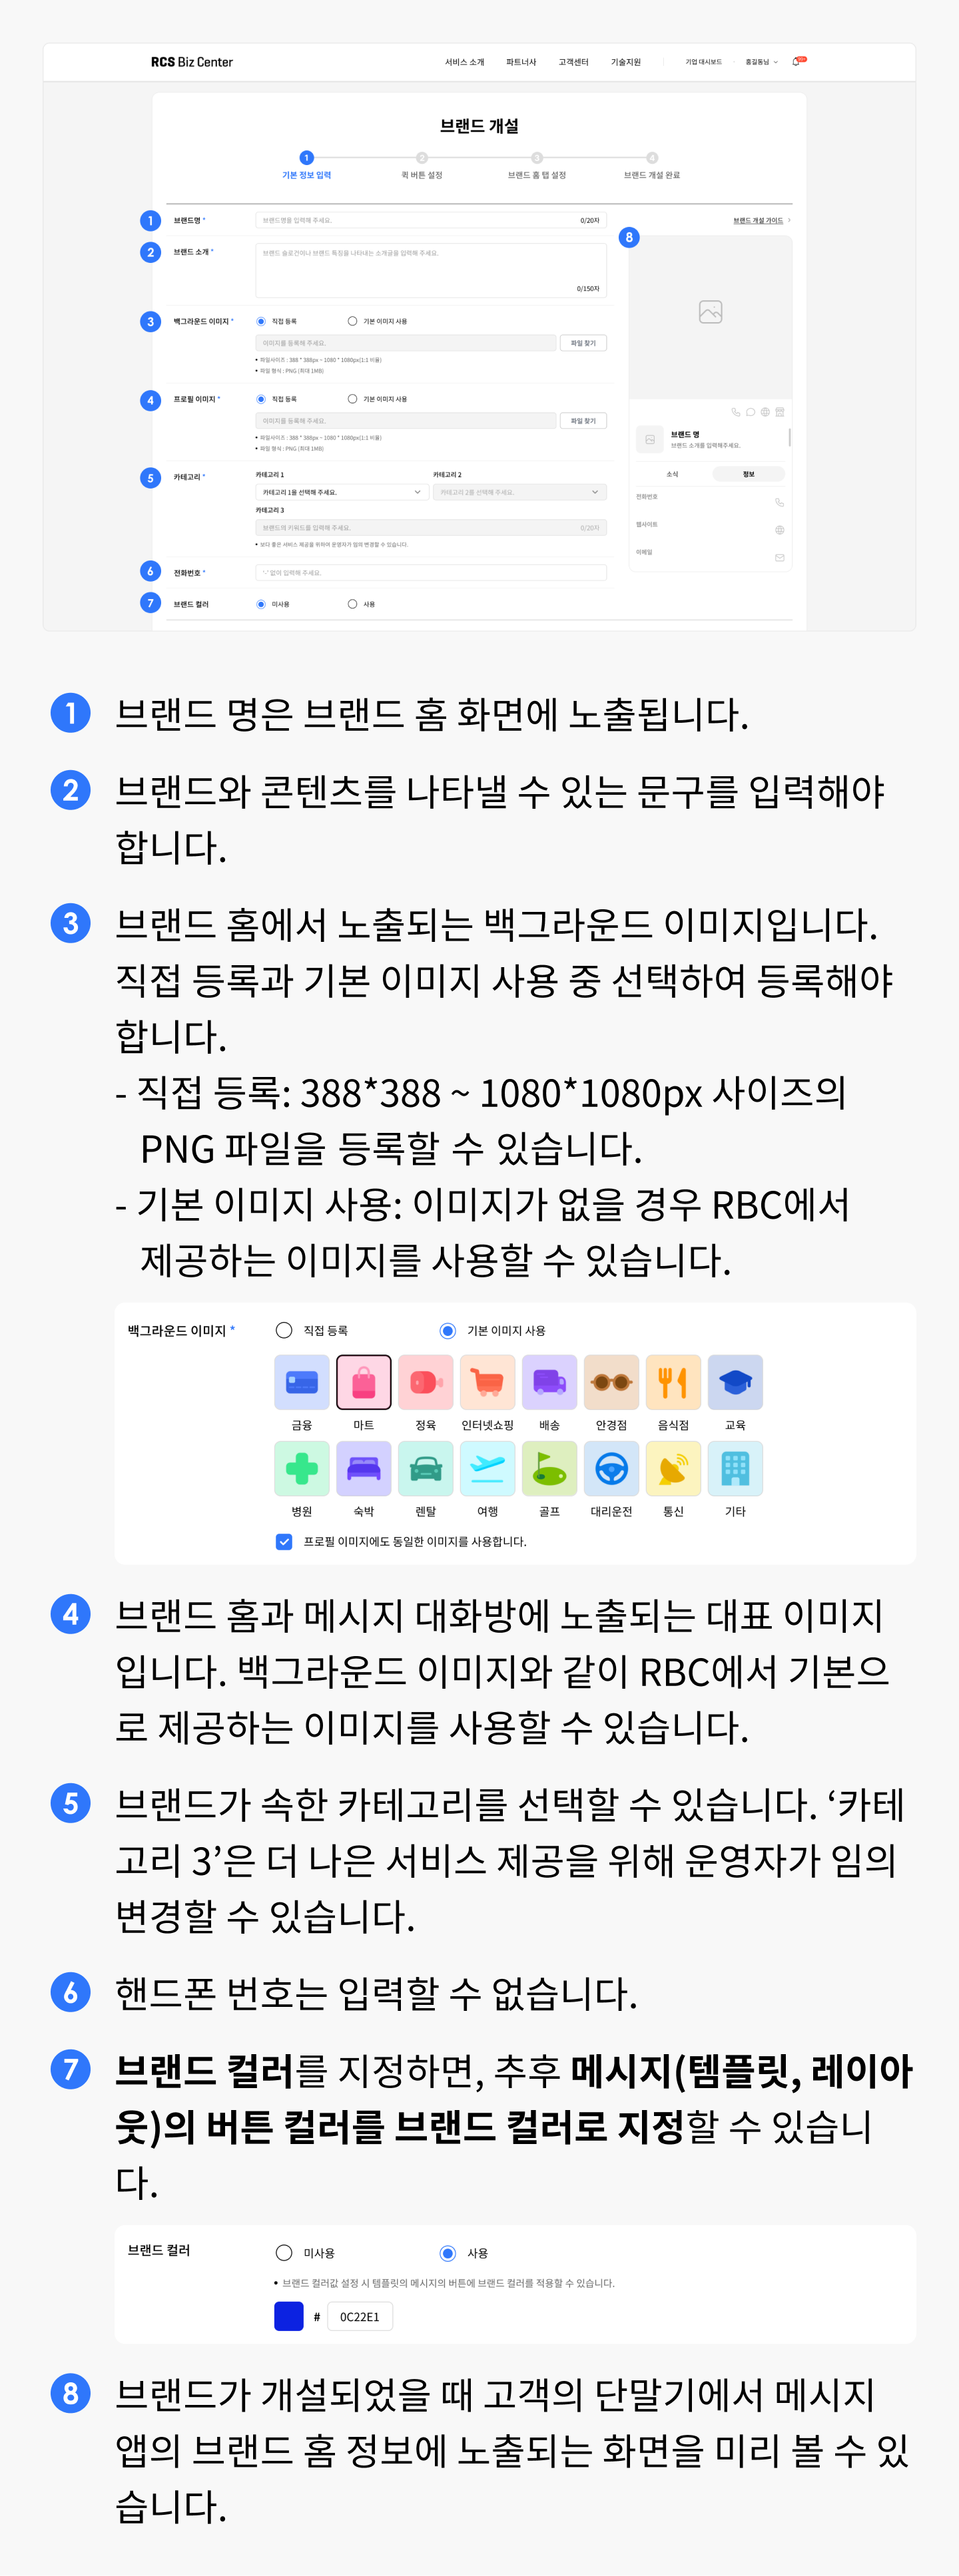 RCS Biz Center
서비스 소개 파트너사 고객센터 기술지원 기업 대시보드 홍길동님
브랜드 개설
1 2 3 4
기본 정보 입력 퀵 버튼 설정 브랜드 홈 탭 설정 브랜드 개설 완료
1 브랜드명 * 브랜드명을 입력해 주세요. 0/20자
브랜드 개설 가이드
2 브랜드 소개 * 브랜드 슬로건이나 브랜드 특징을 나타내는 소개글을 입력해 주세요.
0/150자
3 백그라운드 이미지 * 직접 등록 기본 이미지 사용
이미지를 등록해 주세요. 파일 찾기
• 파일사이즈 : 388 * 388px ~ 1080 * 1080px(1:1 비율)
• 파일 형식 : PNG (최대 1MB)
4 프로필 이미지 * 직접 등록 기본 이미지 사용
이미지를 등록해 주세요. 파일 찾기
• 파일사이즈 : 388 * 388px ~ 1080 * 1080px(1:1 비율)
• 파일 형식 : PNG (최대 1MB)
5 카테고리 * 카테고리 1 카테고리 2
카테고리 1을 선택해 주세요. 카테고리 2를 선택해 주세요.
카테고리 3
브랜드의 키워드를 입력해 주세요. 0/20자
• 보다 좋은 서비스 제공을 위하여 운영자가 임의 변경할 수 있습니다.
6 전화번호 * '-' 없이 입력해 주세요.
7 브랜드 컬러 미사용 사용
8
브랜드 명
브랜드 소개를 입력해주세요.
소식 정보
전화번호
웹사이트
이메일
1 브랜드 명은 브랜드 홈 화면에 노출됩니다.
2 브랜드와 콘텐츠를 나타낼 수 있는 문구를 입력해야
합니다.
3 브랜드 홈에서 노출되는 백그라운드 이미지입니다.
직접 등록과 기본 이미지 사용 중 선택하여 등록해야
합니다.
- 직접 등록: 388*388 ~ 1080*1080px 사이즈의
PNG 파일을 등록할 수 있습니다.
- 기본 이미지 사용: 이미지가 없을 경우 RBC에서
제공하는 이미지를 사용할 수 있습니다.
백그라운드 이미지 * 직접 등록 기본 이미지 사용
금융 마트 정육 인터넷쇼핑 배송 안경점 음식점 교육
병원 숙박 렌탈 여행 골프 대리운전 통신 기타
프로필 이미지에도 동일한 이미지를 사용합니다.
4 브랜드 홈과 메시지 대화방에 노출되는 대표 이미지
입니다. 백그라운드 이미지와 같이 RBC에서 기본으
로 제공하는 이미지를 사용할 수 있습니다.
5 브랜드가 속한 카테고리를 선택할 수 있습니다. ‘카테
고리 3’은 더 나은 서비스 제공을 위해 운영자가 임의
변경할 수 있습니다.
6 핸드폰 번호는 입력할 수 없습니다.
7 브랜드 컬러를 지정하면, 추후 메시지(템플릿, 레이아
웃)의 버튼 컬러를 브랜드 컬러로 지정할 수 있습니
다.
브랜드 컬러 미사용 사용
• 브랜드 컬러값 설정 시 템플릿의 메시지의 버튼에 브랜드 컬러를 적용할 수 있습니다.
# 0C22E1
8 브랜드가 개설되었을 때 고객의 단말기에서 메시지
앱의 브랜드 홈 정보에 노출되는 화면을 미리 볼 수 있
습니다.